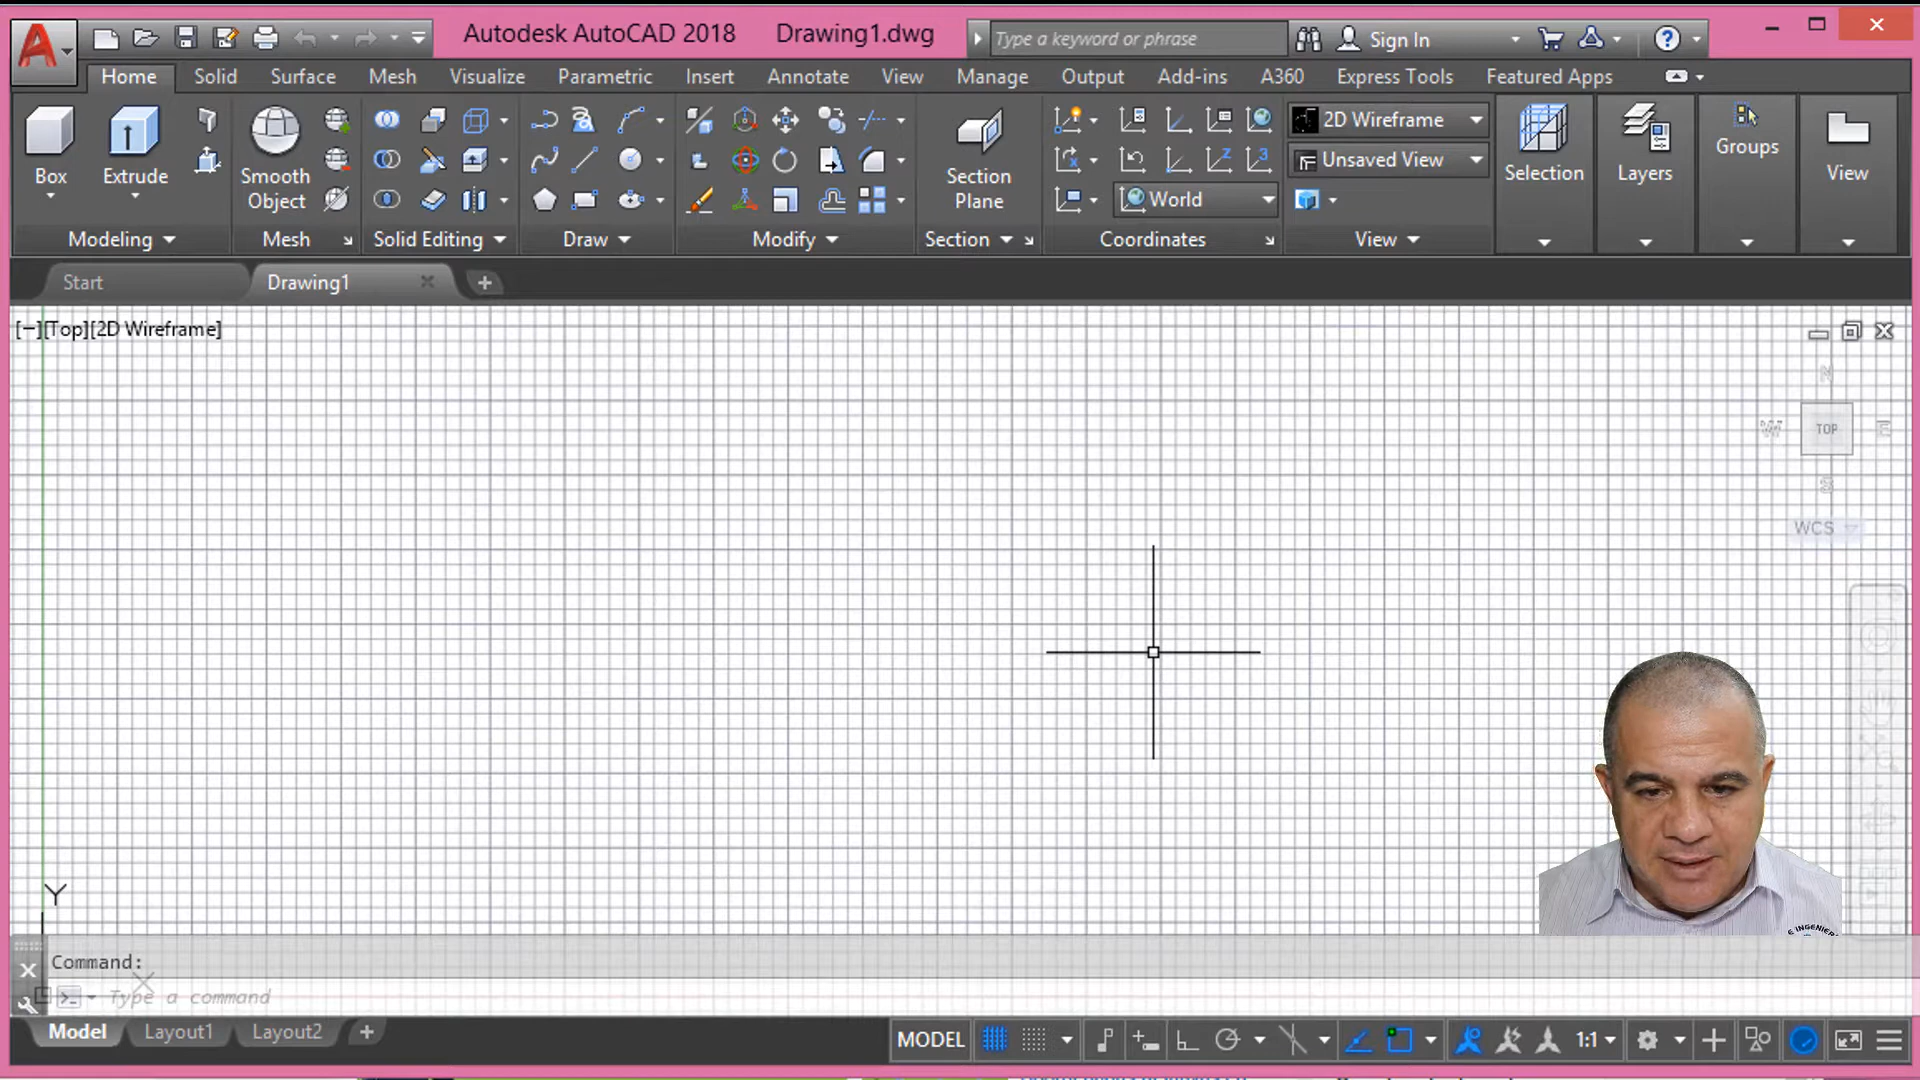 Autodesk AutoCAD 2018 Drawing1.dwg
Type a keyword or phrase
Sign In
Home Solid Surface Mesh Visualize Parametric Insert Annotate View Manage Output Add-ins A360 Express Tools Featured Apps
2D Wireframe
Unsaved View
World
Box
Extrude
Smooth
Object
Section
Plane
Selection
Layers
Groups
View
Modeling Mesh Solid Editing Draw Modify Section Coordinates View
Start Drawing1
[−][Top][2D Wireframe]
N
W TOP E
S
WCS
Y
E INGENIER
Command:
X
Type a command
Model Layout1 Layout2
MODEL 1:1